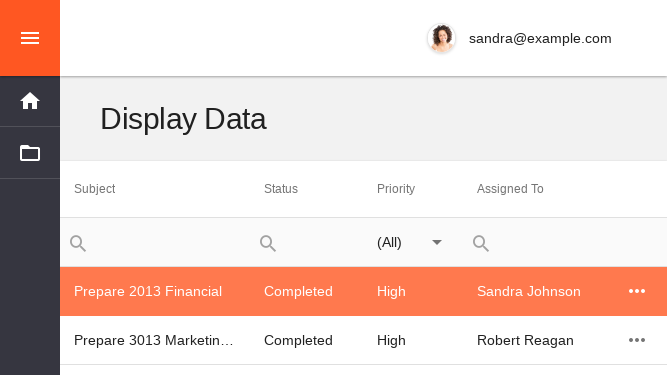 sandra@example.com
Display Data
Subject Status Priority Assigned To
(All)
Prepare 2013 Financial Completed High Sandra Johnson
Prepare 3013 Marketin… Completed High Robert Reagan